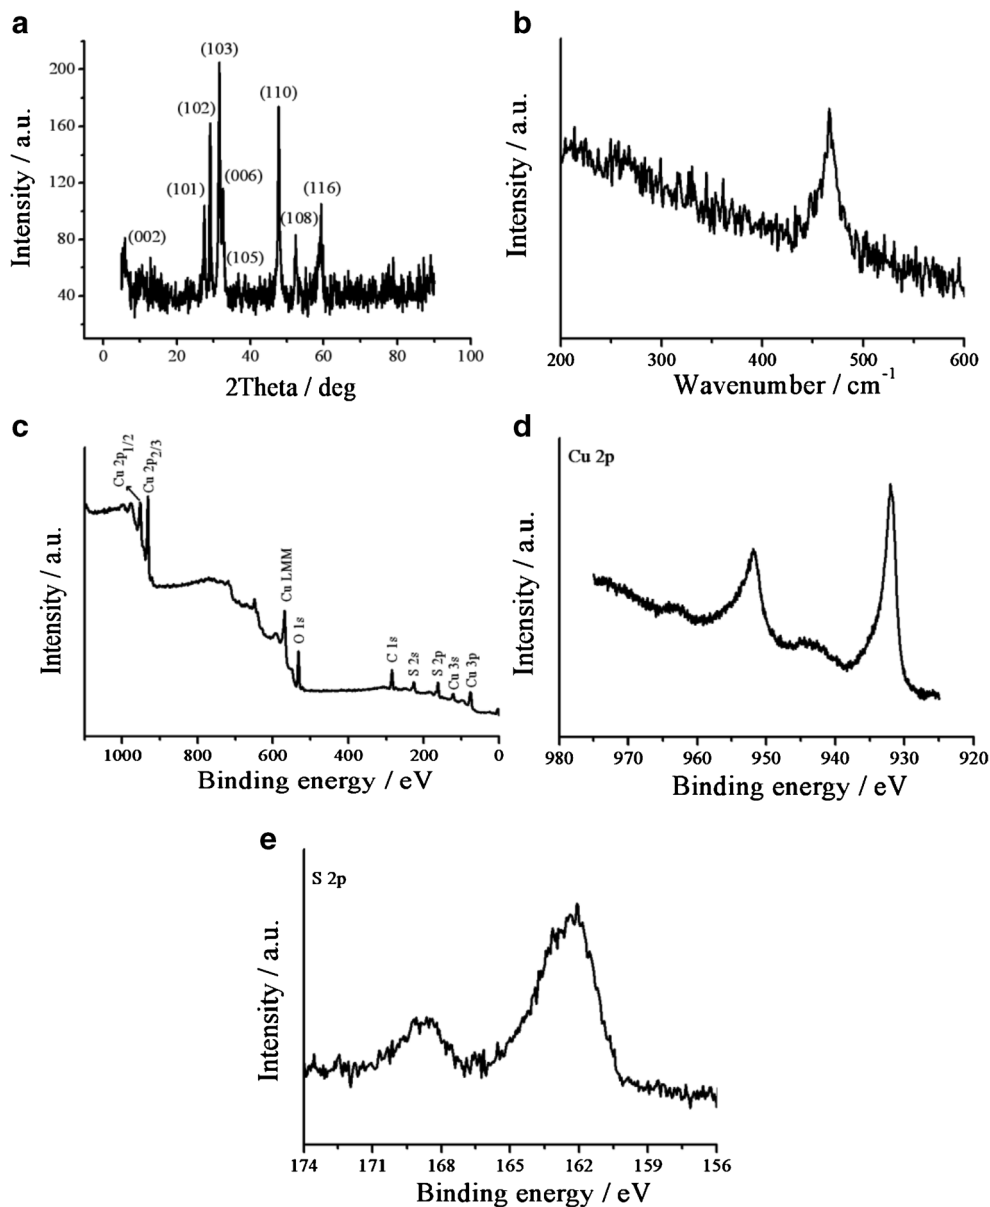 a
(103)
(102)
(110)
(101)
(006)
(116)
(108)
(002)
(105)
200
160
120
80
40
0
20
40
60
80
100
Intensity / a.u.
2Theta / deg
b
Intensity / a.u.
200
300
400
500
600
Wavenumber / cm-1
c
Cu 2p1/2
Cu 2p2/3
Cu LMM
O 1s
C 1s
S 2s
S 2p
Cu 3s
Cu 3p
Intensity / a.u.
1000
800
600
400
200
0
Binding energy / eV
d
Cu 2p
Intensity / a.u.
980
970
960
950
940
930
920
Binding energy / eV
e
S 2p
Intensity / a.u.
174
171
168
165
162
159
156
Binding energy / eV